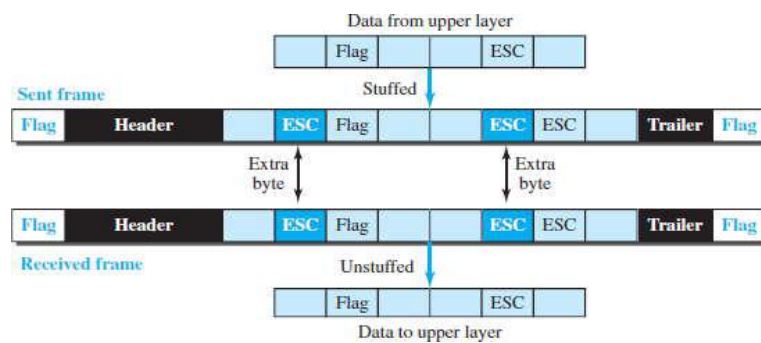 Data from upper layer
Flag ESC
Stuffed
Sent frame
Flag Header ESC Flag ESC ESC Trailer Flag
Extra byte
Extra byte
Flag Header ESC Flag ESC ESC Trailer Flag
Received frame
Unstuffed
Flag ESC
Data to upper layer